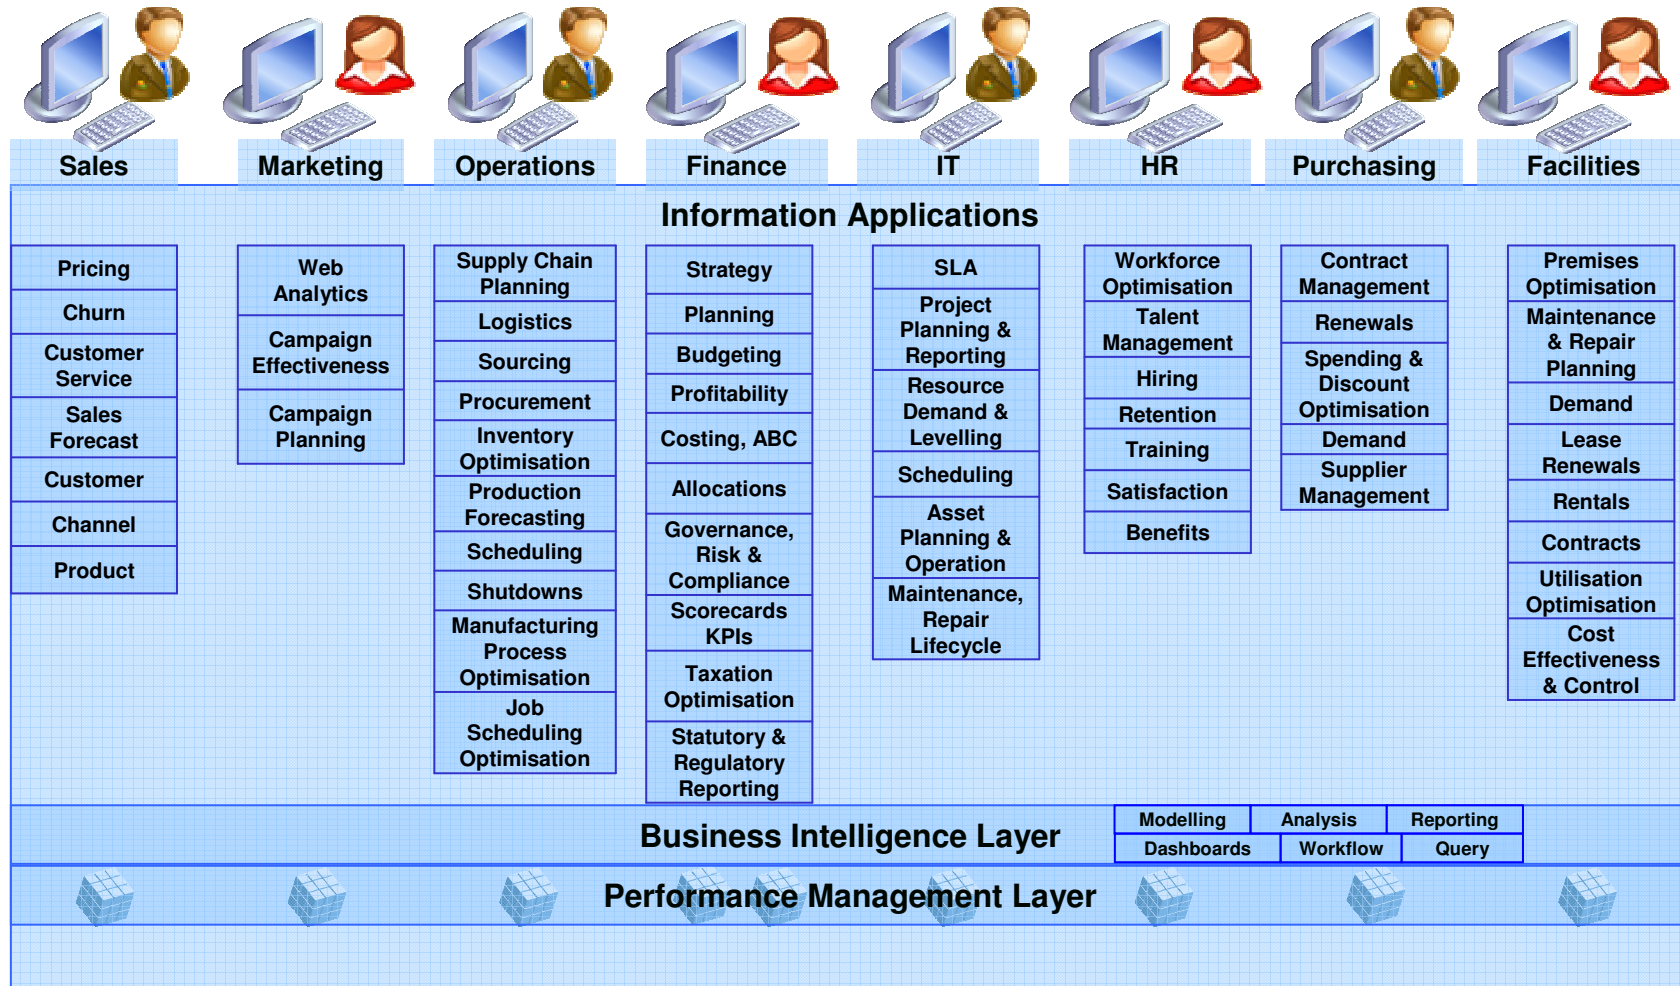 Sales
Marketing
Operations
Finance
IT
HR
Purchasing
Facilities
Information Applications
Pricing
Churn
Customer
Service
Sales
Forecast
Customer
Channel
Product
Web
Analytics
Campaign
Effectiveness
Campaign
Planning
Supply Chain
Planning
Logistics
Sourcing
Procurement
Inventory
Optimisation
Production
Forecasting
Scheduling
Shutdowns
Manufacturing
Process
Optimisation
Job
Scheduling
Optimisation
Strategy
Planning
Budgeting
Profitability
Costing, ABC
Allocations
Governance,
Risk &
Compliance
Scorecards
KPIs
Taxation
Optimisation
Statutory &
Regulatory
Reporting
SLA
Project
Planning &
Reporting
Resource
Demand &
Levelling
Scheduling
Asset
Planning &
Operation
Maintenance,
Repair
Lifecycle
Workforce
Optimisation
Talent
Management
Hiring
Retention
Training
Satisfaction
Benefits
Contract
Management
Renewals
Spending &
Discount
Optimisation
Demand
Supplier
Management
Premises
Optimisation
Maintenance
& Repair
Planning
Demand
Lease
Renewals
Rentals
Contracts
Utilisation
Optimisation
Cost
Effectiveness
& Control
Business Intelligence Layer
Modelling
Analysis
Reporting
Dashboards
Workflow
Query
Performance Management Layer